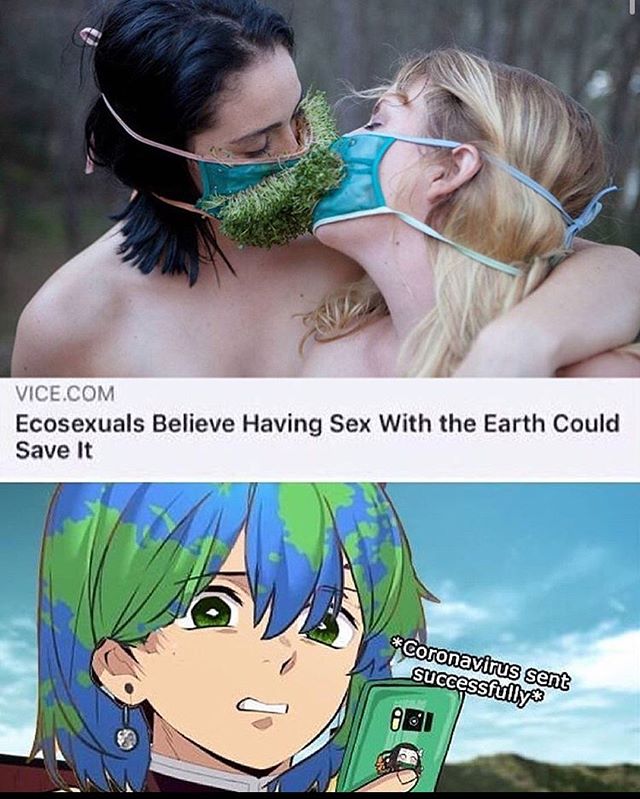 VICE.COM
Ecosexuals Believe Having Sex With the Earth Could
Save It
*Coronavirus sent
successfully*